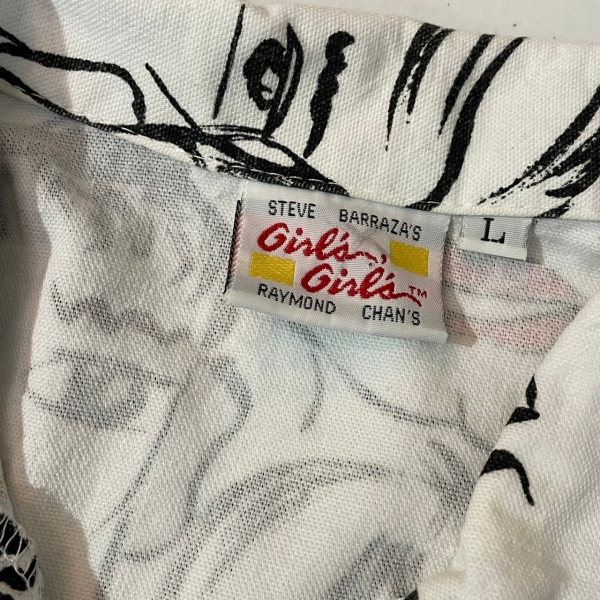 STEVE BARRAZA'S
Girl's,
Girl's™
RAYMOND CHAN'S
L